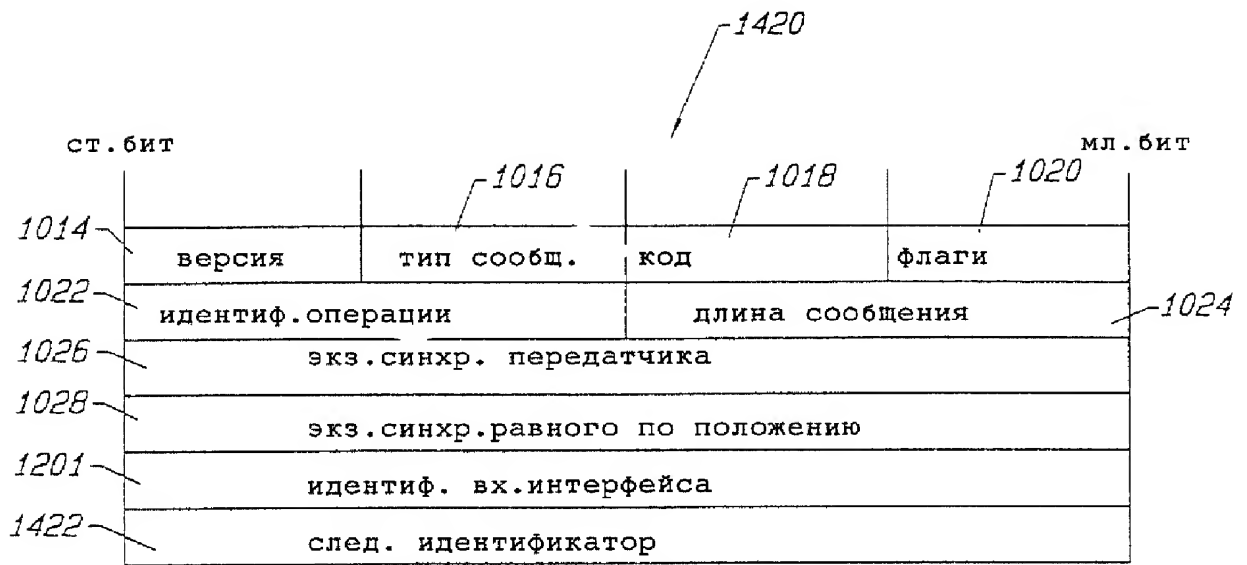 1420
ст.бит мл.бит
1016 1018 1020
1014 версия тип сообщ. код флаги
1022 идентиф.операции длина сообщения 1024
1026 экз.синхр. передатчика
1028 экз.синхр.равного по положению
1201 идентиф. вх.интерфейса
1422 след. идентификатор